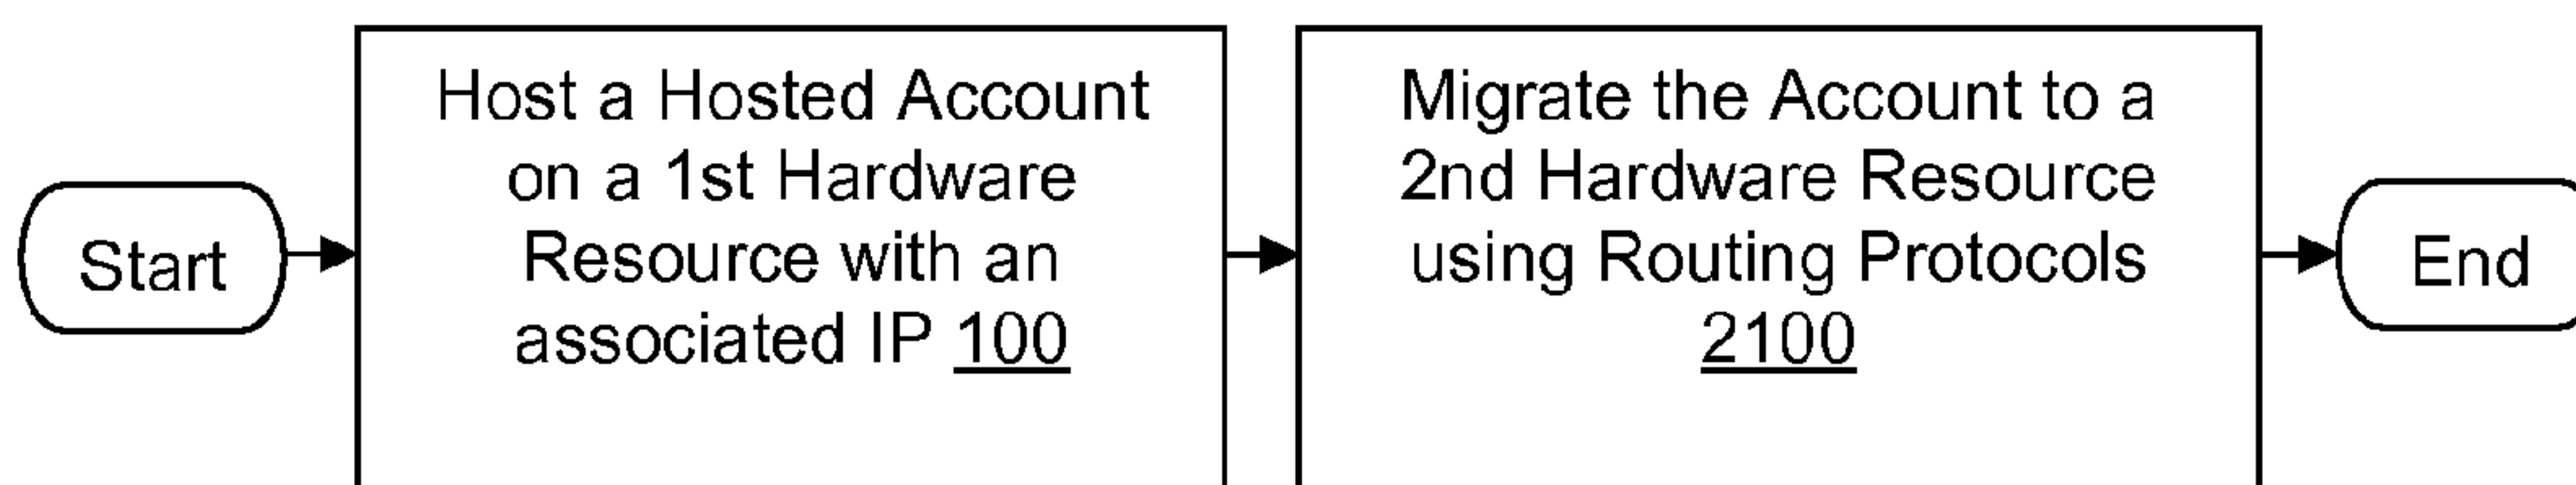 Start
Host a Hosted Account
on a 1st Hardware
Resource with an
associated IP 100
Migrate the Account to a
2nd Hardware Resource
using Routing Protocols
2100
End